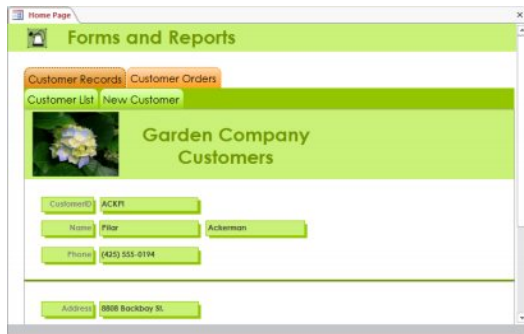 Home Page
Forms and Reports
Customer Records Customer Orders
Customer List New Customer
Garden Company
Customers
CustomerID ACKPI
Name Pilar Ackerman
Phone (425) 555-0194
Address 8808 Backbay St.